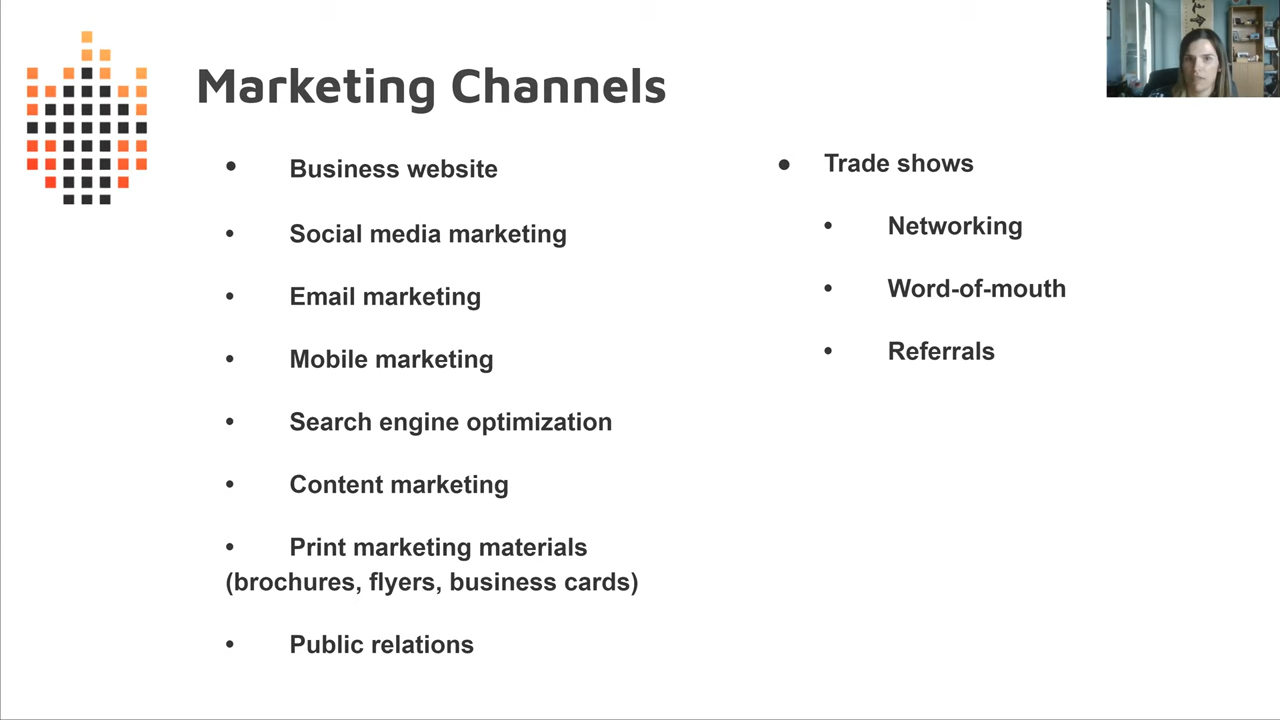 Marketing Channels
• Business website
• Social media marketing
• Email marketing
• Mobile marketing
• Search engine optimization
• Content marketing
• Print marketing materials
(brochures, flyers, business cards)
• Public relations
• Trade shows
• Networking
• Word-of-mouth
• Referrals